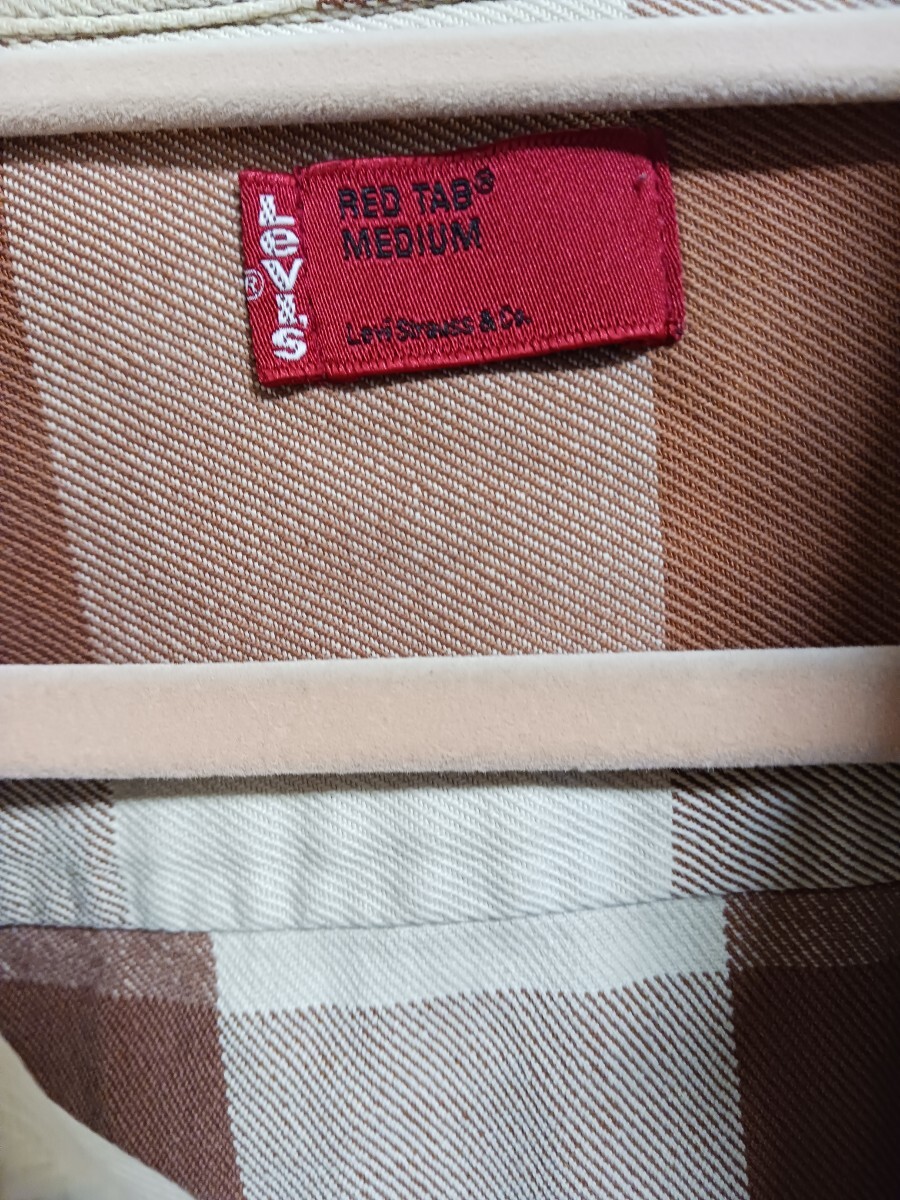 LEVI'S
®
RED TAB®
MEDIUM
Levi Strauss & Co.